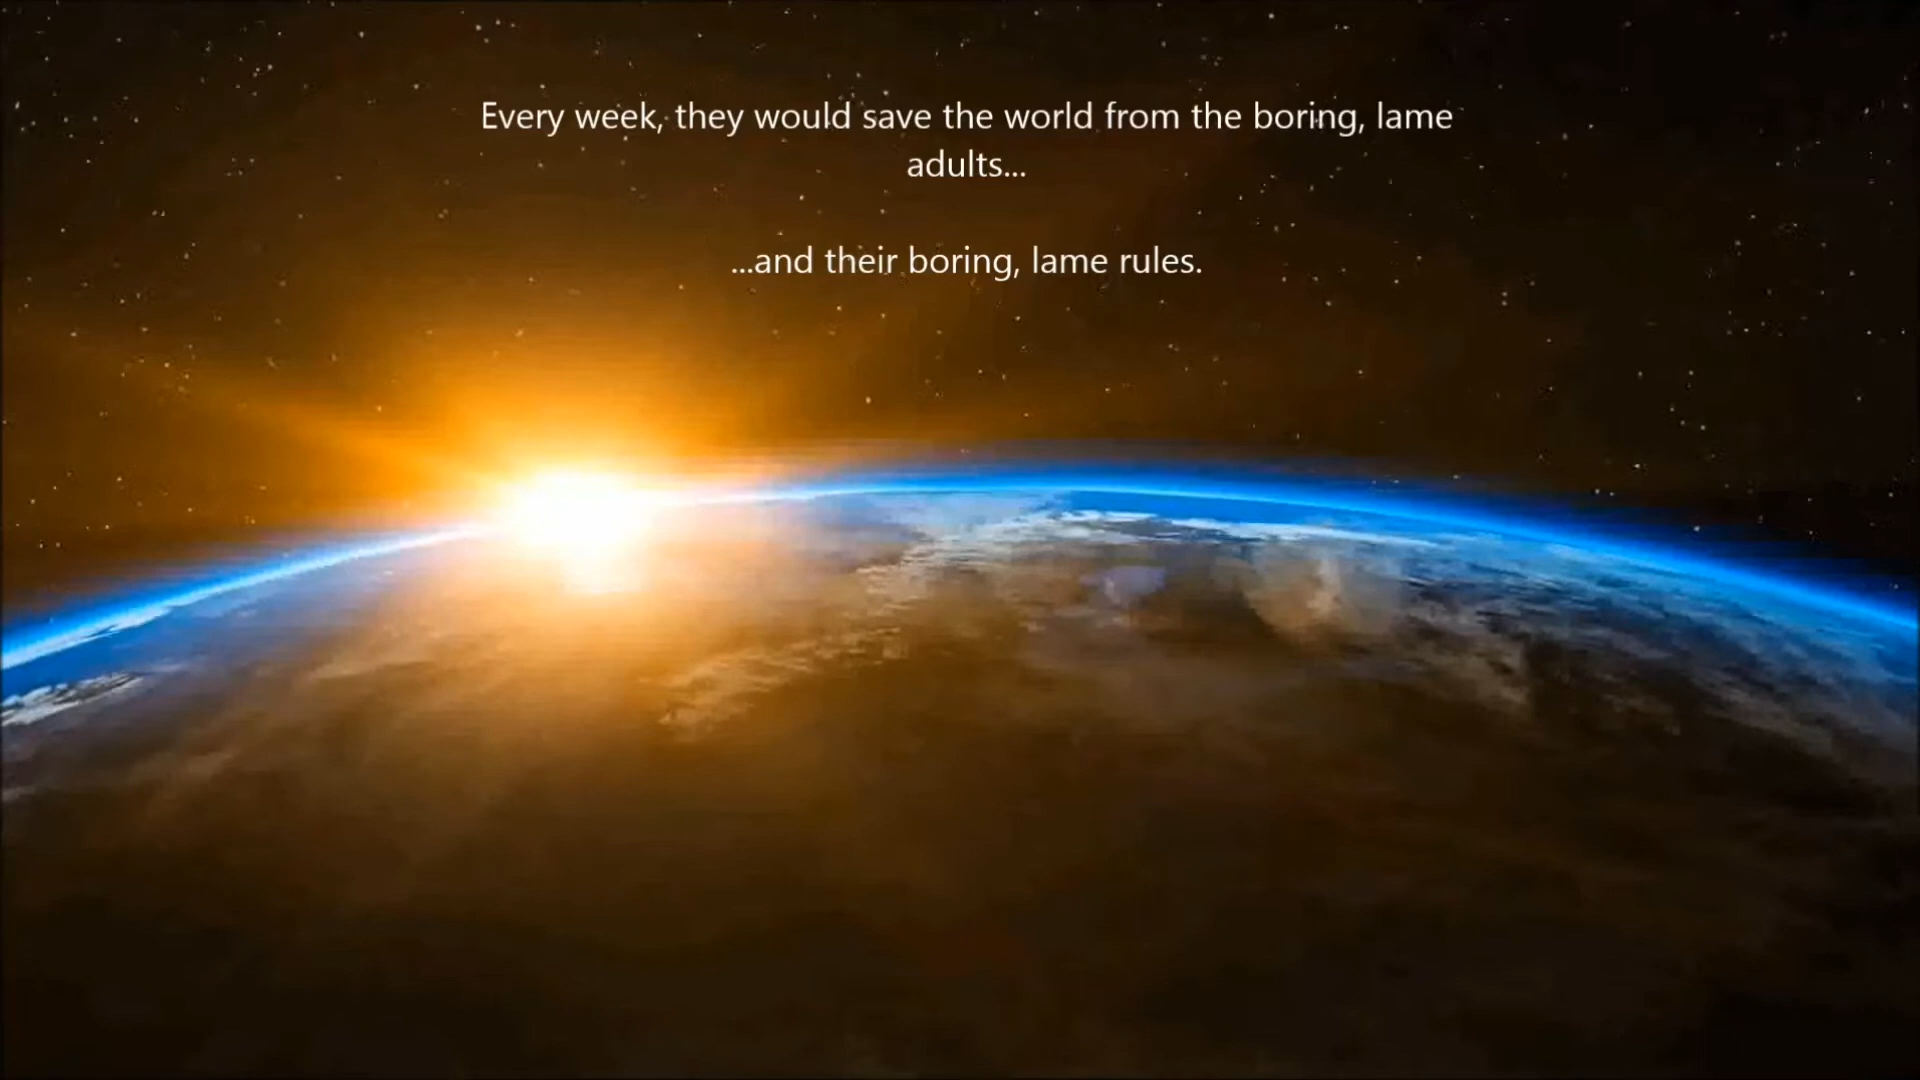 Every week, they would save the world from the boring, lame
adults...
...and their boring, lame rules.